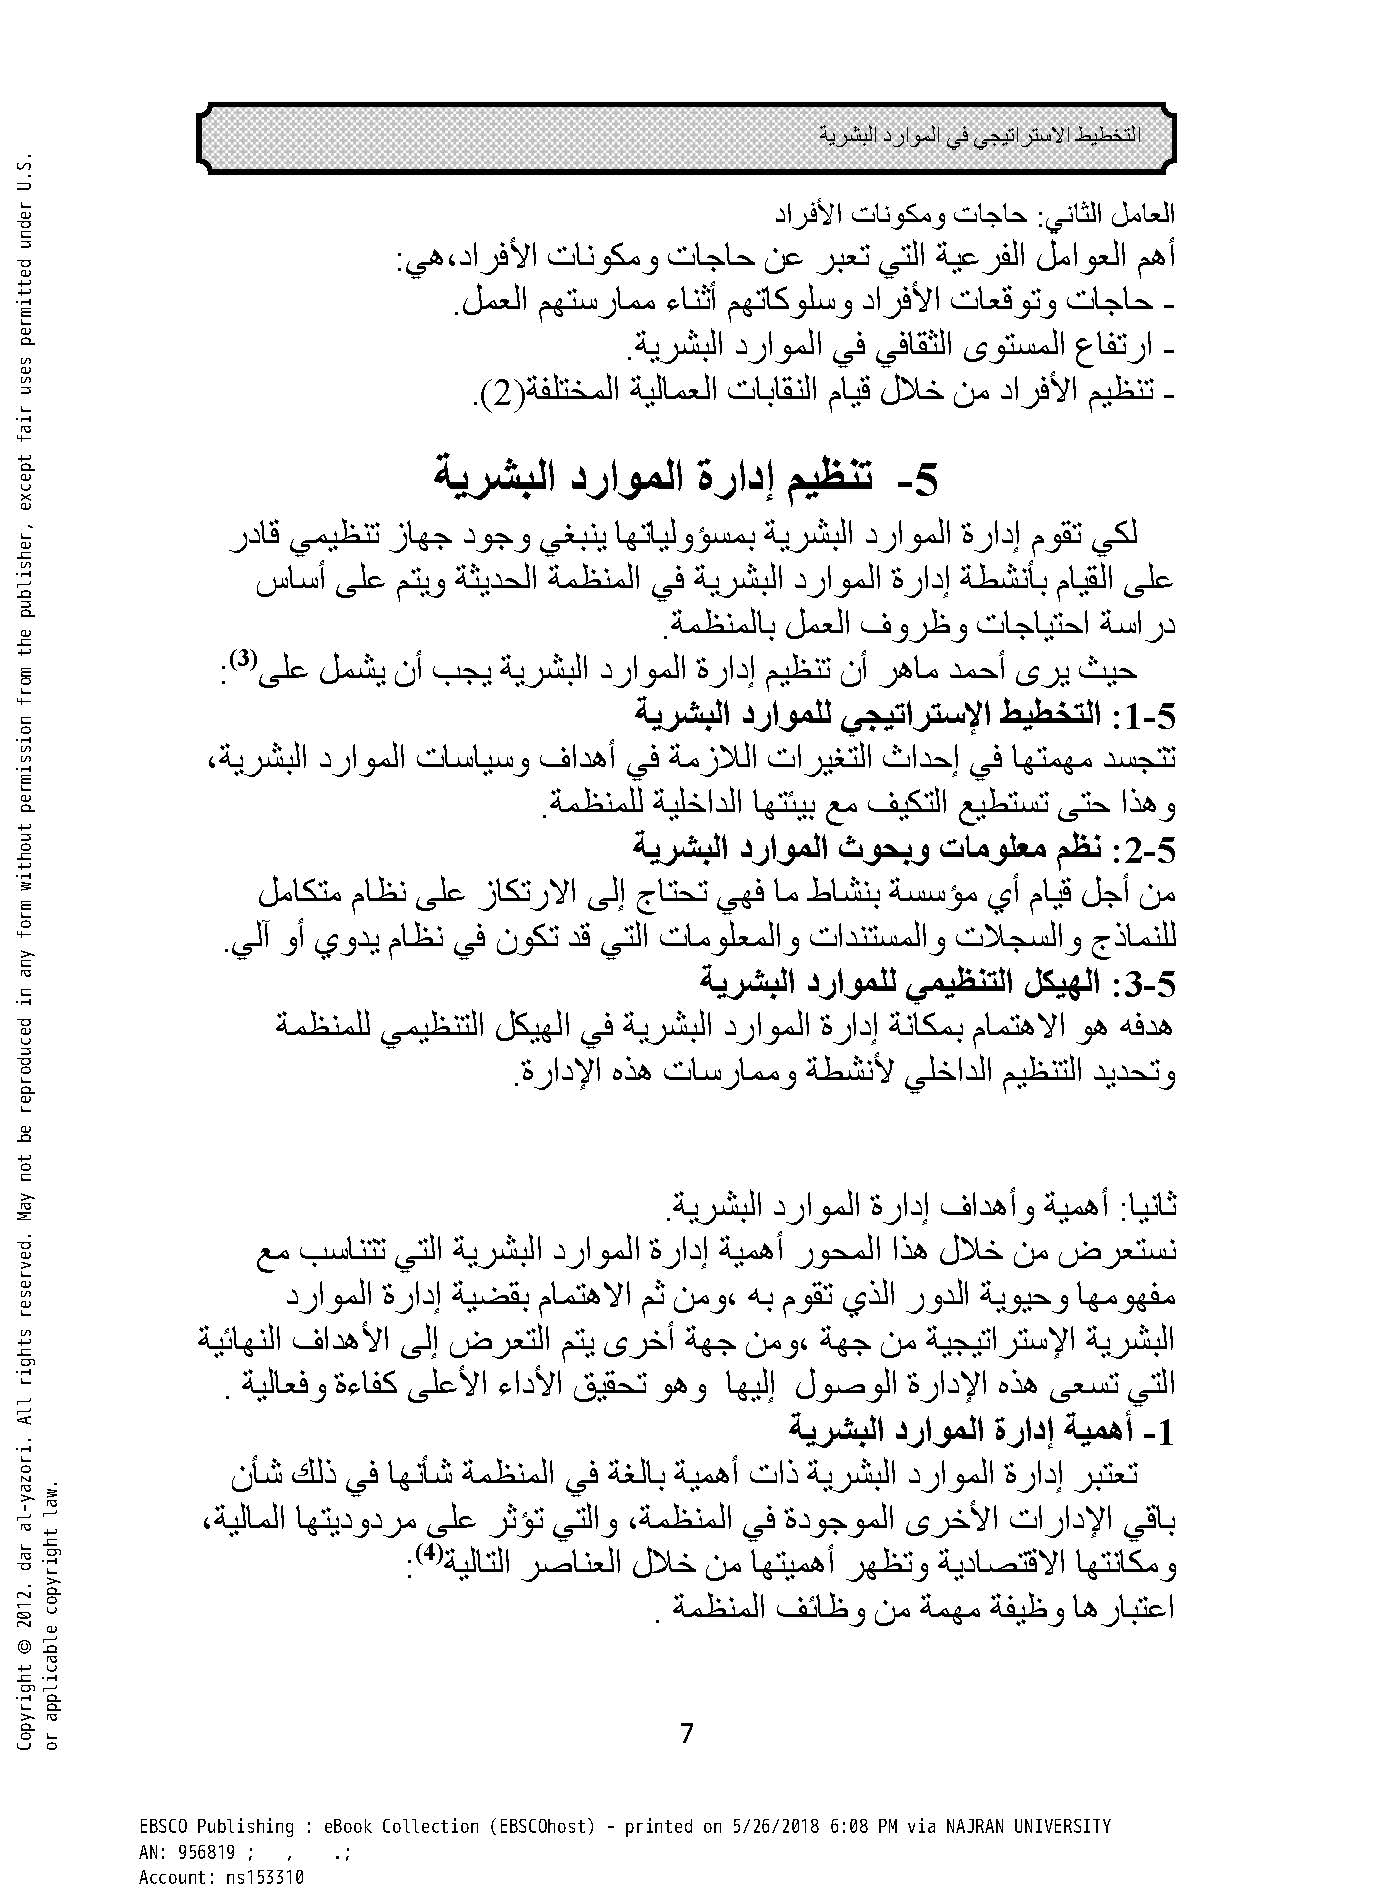 التخطيط الاستراتيجي في الموارد البشرية
العامل الثاني: حاجات ومكونات الأفراد
أهم العوامل الفرعية التي تعبر عن حاجات ومكونات الأفراد،هي:
- حاجات وتوقعات الأفراد وسلوكاتهم أثناء ممارستهم العمل.
- ارتفاع المستوى الثقافي في الموارد البشرية.
- تنظيم الأفراد من خلال قيام النقابات العمالية المختلفة(2).
5- تنظيم إدارة الموارد البشرية
لكي تقوم إدارة الموارد البشرية بمسؤولياتها ينبغي وجود جهاز تنظيمي قادر
على القيام بأنشطة إدارة الموارد البشرية في المنظمة الحديثة ويتم على أساس
دراسة احتياجات وظروف العمل بالمنظمة.
حيث يرى أحمد ماهر أن تنظيم إدارة الموارد البشرية يجب أن يشمل على(3):
5-1: التخطيط الإستراتيجي للموارد البشرية
تتجسد مهمتها في إحداث التغيرات اللازمة في أهداف وسياسات الموارد البشرية،
وهذا حتى تستطيع التكيف مع بيئتها الداخلية للمنظمة.
5-2: نظم معلومات وبحوث الموارد البشرية
من أجل قيام أي مؤسسة بنشاط ما فهي تحتاج إلى الارتكاز على نظام متكامل
للنماذج والسجلات والمستندات والمعلومات التي قد تكون في نظام يدوي أو آلي.
5-3: الهيكل التنظيمي للموارد البشرية
هدفه هو الاهتمام بمكانة إدارة الموارد البشرية في الهيكل التنظيمي للمنظمة
وتحديد التنظيم الداخلي لأنشطة وممارسات هذه الإدارة.
ثانيا: أهمية وأهداف إدارة الموارد البشرية.
نستعرض من خلال هذا المحور أهمية إدارة الموارد البشرية التي تتناسب مع
مفهومها وحيوية الدور الذي تقوم به ،ومن ثم الاهتمام بقضية إدارة الموارد
البشرية الإستراتيجية من جهة ،ومن جهة أخرى يتم التعرض إلى الأهداف النهائية
التي تسعى هذه الإدارة الوصول إليها وهو تحقيق الأداء الأعلى كفاءة وفعالية .
1- أهمية إدارة الموارد البشرية
تعتبر إدارة الموارد البشرية ذات أهمية بالغة في المنظمة شأنها في ذلك شأن
باقي الإدارات الأخرى الموجودة في المنظمة، والتي تؤثر على مردوديتها المالية،
ومكانتها الاقتصادية وتظهر أهميتها من خلال العناصر التالية(4):
اعتبارها وظيفة مهمة من وظائف المنظمة .
7
EBSCO Publishing : eBook Collection (EBSCOhost) - printed on 5/26/2018 6:08 PM via NAJRAN UNIVERSITY
AN: 956819 ; , .;
Account: ns153310
Copyright © 2012. dar al-yazori. All rights reserved. May not be reproduced in any form without permission from the publisher, except fair uses permitted under U.S.
or applicable copyright law.